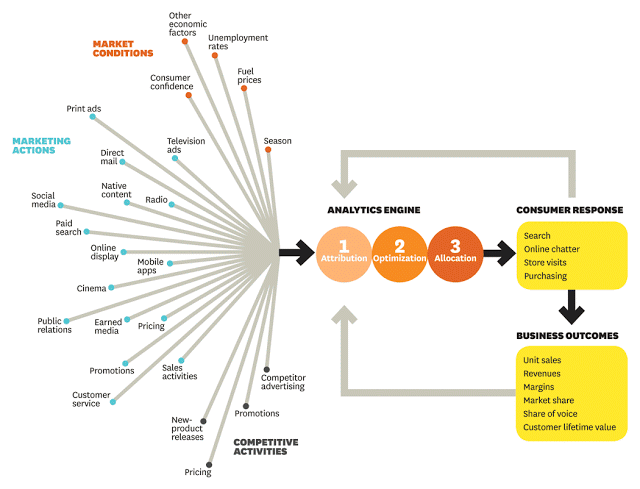 Other
economic
factors
Unemployment
rates
MARKET
CONDITIONS
Fuel
prices
Consumer
confidence
Print ads
Season
MARKETING
ACTIONS
Television
ads
Direct
mail
Native
content
Radio
Social
media
Paid
search
Online
display
Mobile
apps
Cinema
Public
relations
Earned
media
Pricing
Promotions
Sales
activities
Customer
service
Competitor
advertising
Promotions
New-
product
releases
COMPETITIVE
ACTIVITIES
Pricing
ANALYTICS ENGINE
1
Attribution
2
Optimization
3
Allocation
CONSUMER RESPONSE
Search
Online chatter
Store visits
Purchasing
BUSINESS OUTCOMES
Unit sales
Revenues
Margins
Market share
Share of voice
Customer lifetime value